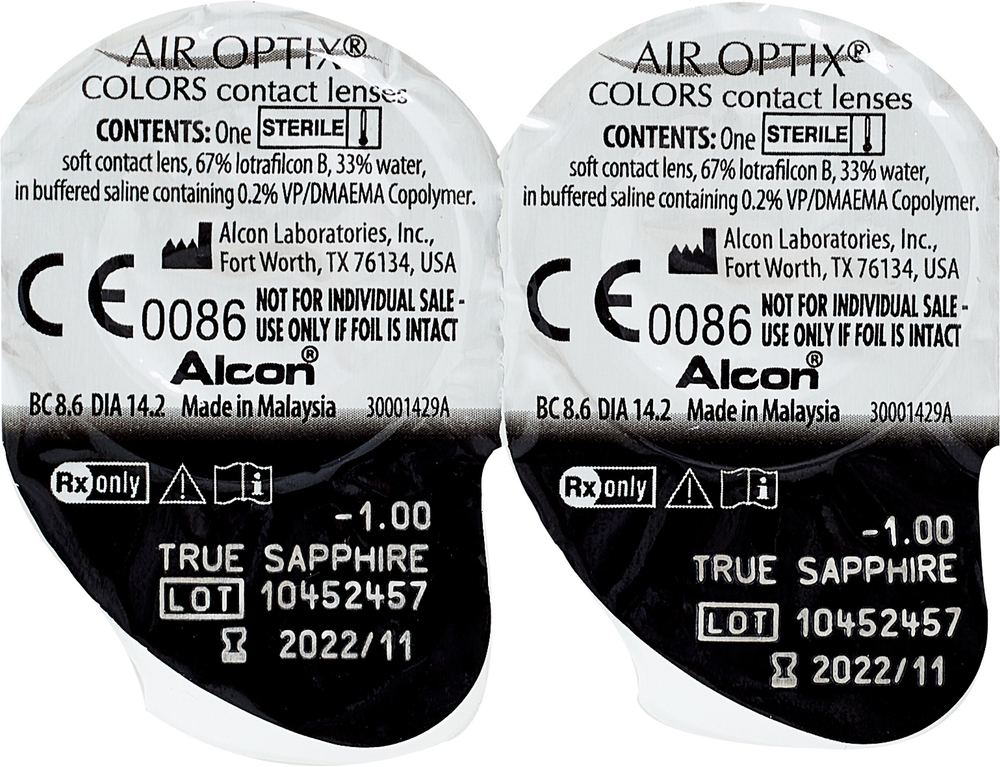 AIR OPTIX®
COLORS contact lenses
CONTENTS: One STERILE
soft contact lens, 67% lotrafilcon B, 33% water,
in buffered saline containing 0.2% VP/DMAEMA Copolymer.
Alcon Laboratories, Inc.,
Fort Worth, TX 76134, USA
CE 0086 NOT FOR INDIVIDUAL SALE -
USE ONLY IF FOIL IS INTACT
Alcon®
BC 8.6 DIA 14.2 Made in Malaysia 30001429A
Rx only
-1.00
TRUE SAPPHIRE
LOT 10452457
2022/11
AIR OPTIX®
COLORS contact lenses
CONTENTS: One STERILE
soft contact lens, 67% lotrafilcon B, 33% water,
in buffered saline containing 0.2% VP/DMAEMA Copolymer.
Alcon Laboratories, Inc.,
Fort Worth, TX 76134, USA
CE 0086 NOT FOR INDIVIDUAL SALE -
USE ONLY IF FOIL IS INTACT
Alcon®
BC 8.6 DIA 14.2 Made in Malaysia 30001429A
Rx only
-1.00
TRUE SAPPHIRE
LOT 10452457
2022/11